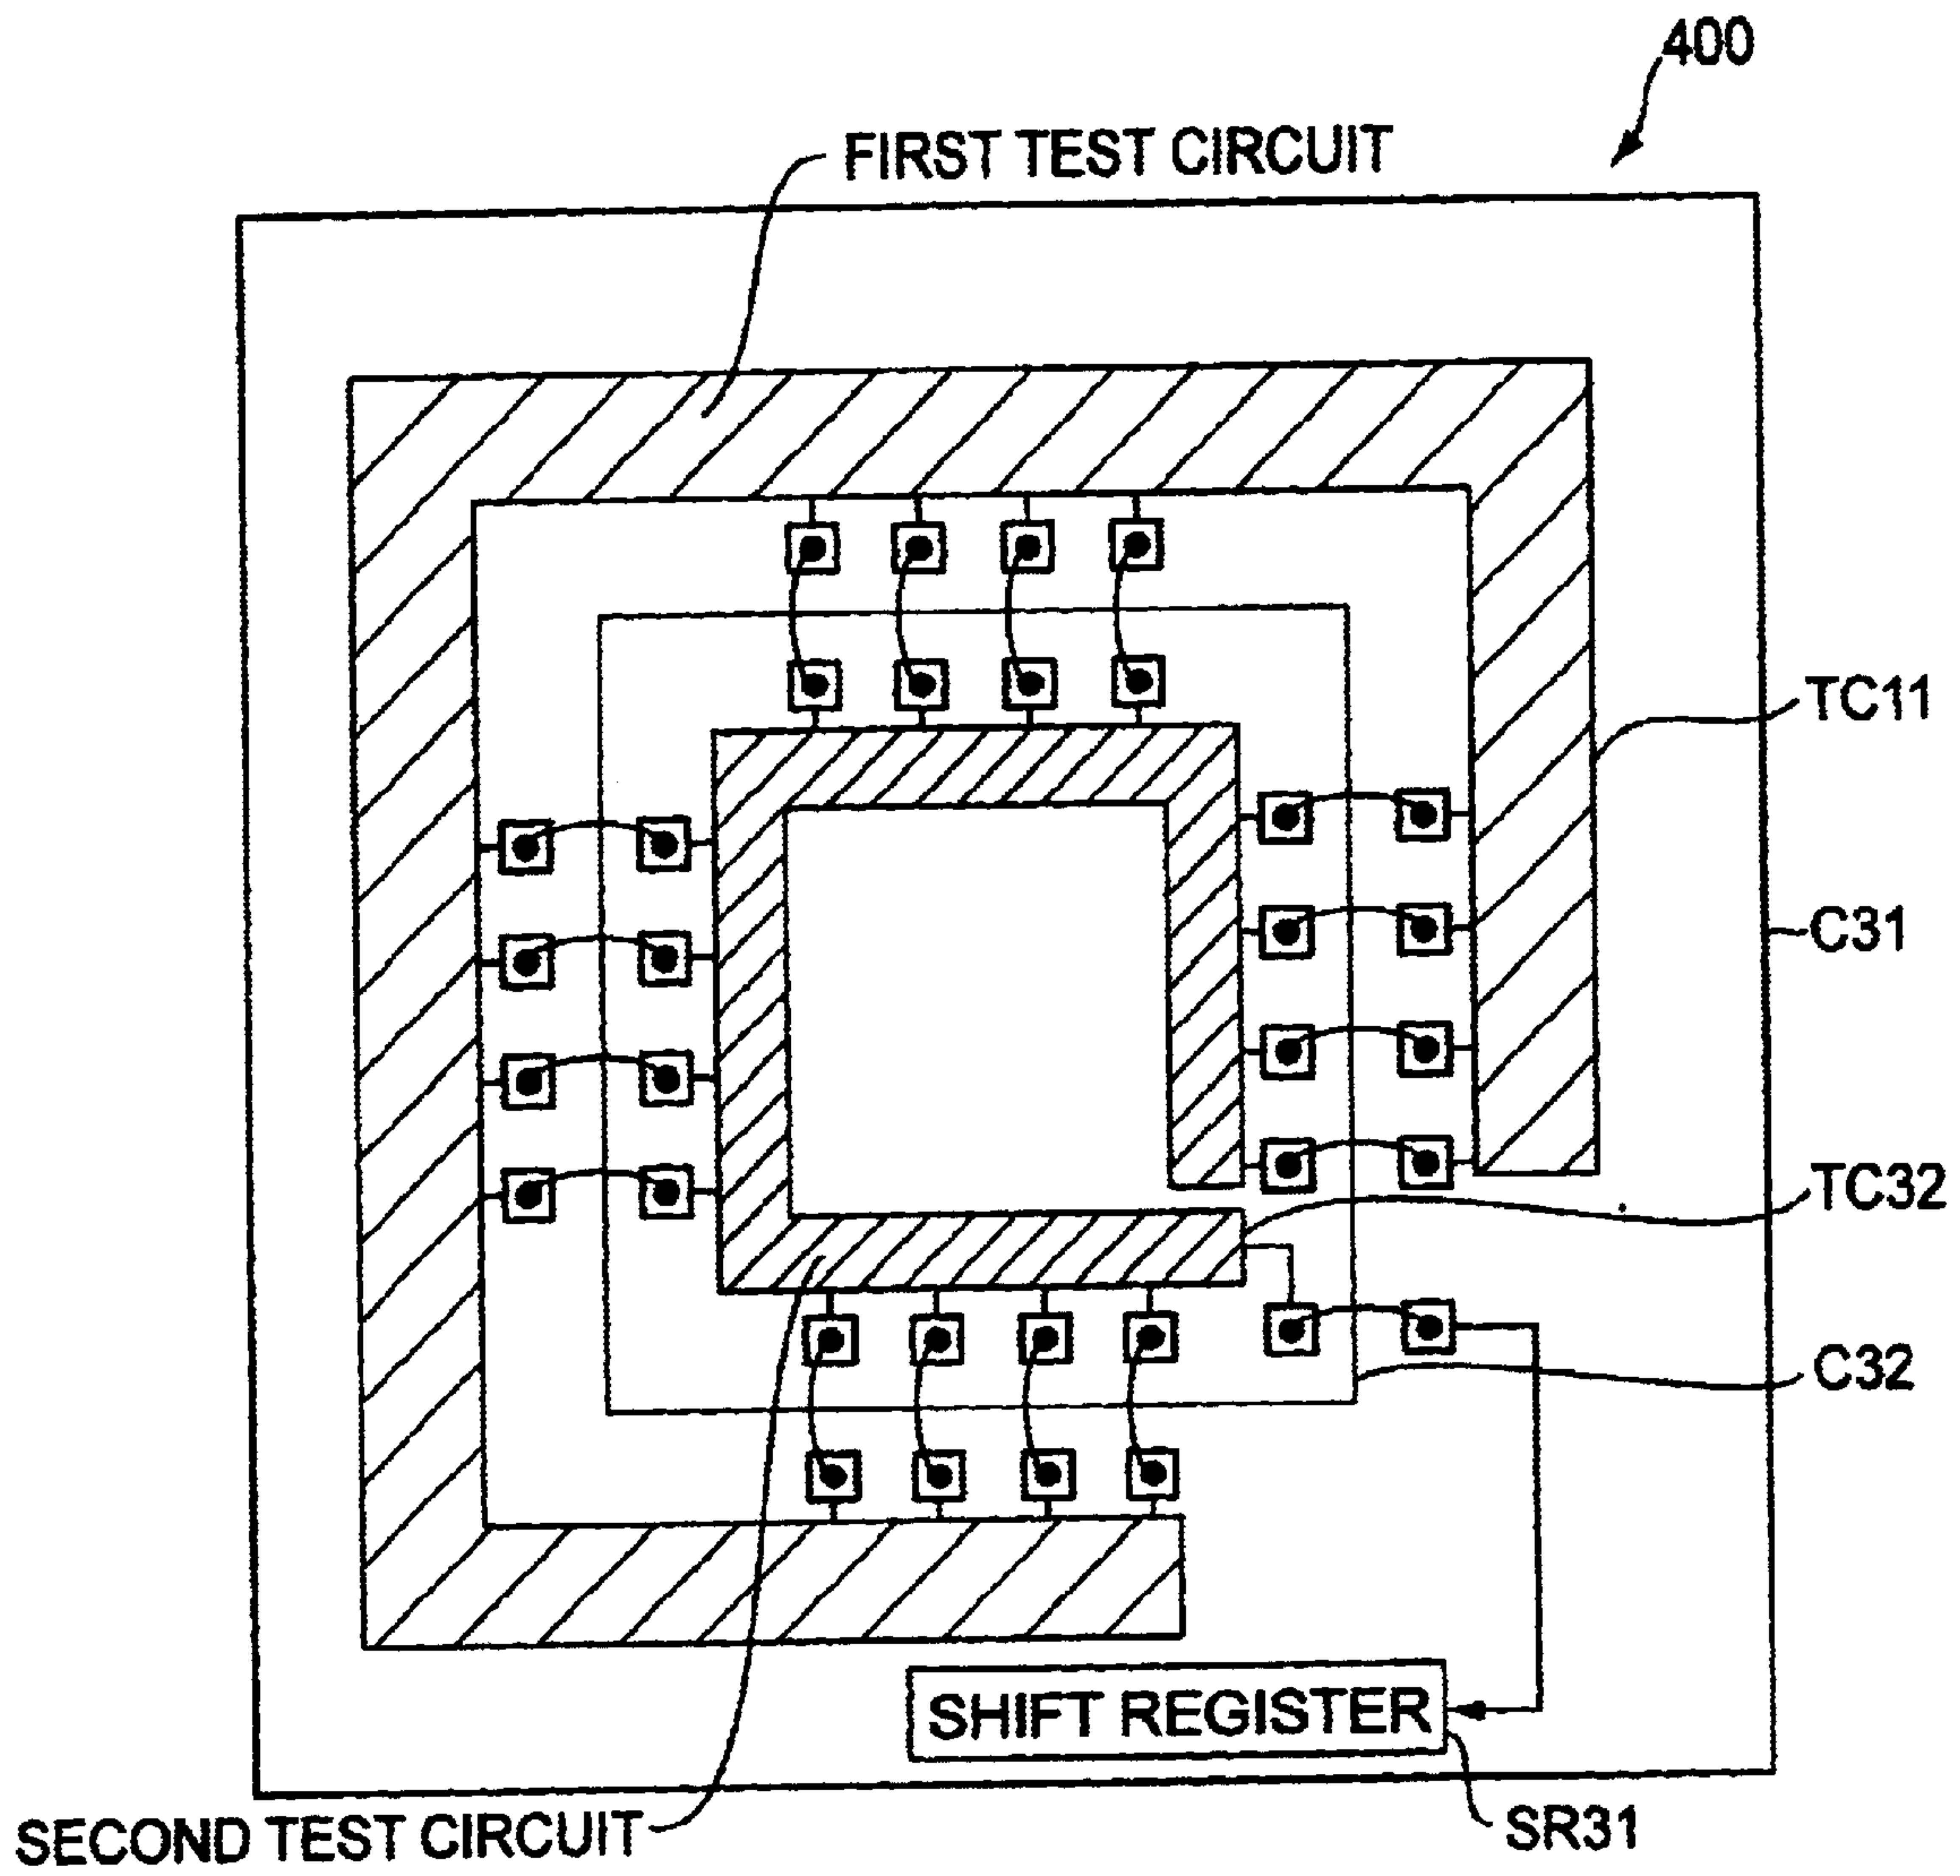 400
FIRST TEST CIRCUIT
TC11
C31
TC32
C32
SHIFT REGISTER
SECOND TEST CIRCUIT
SR31